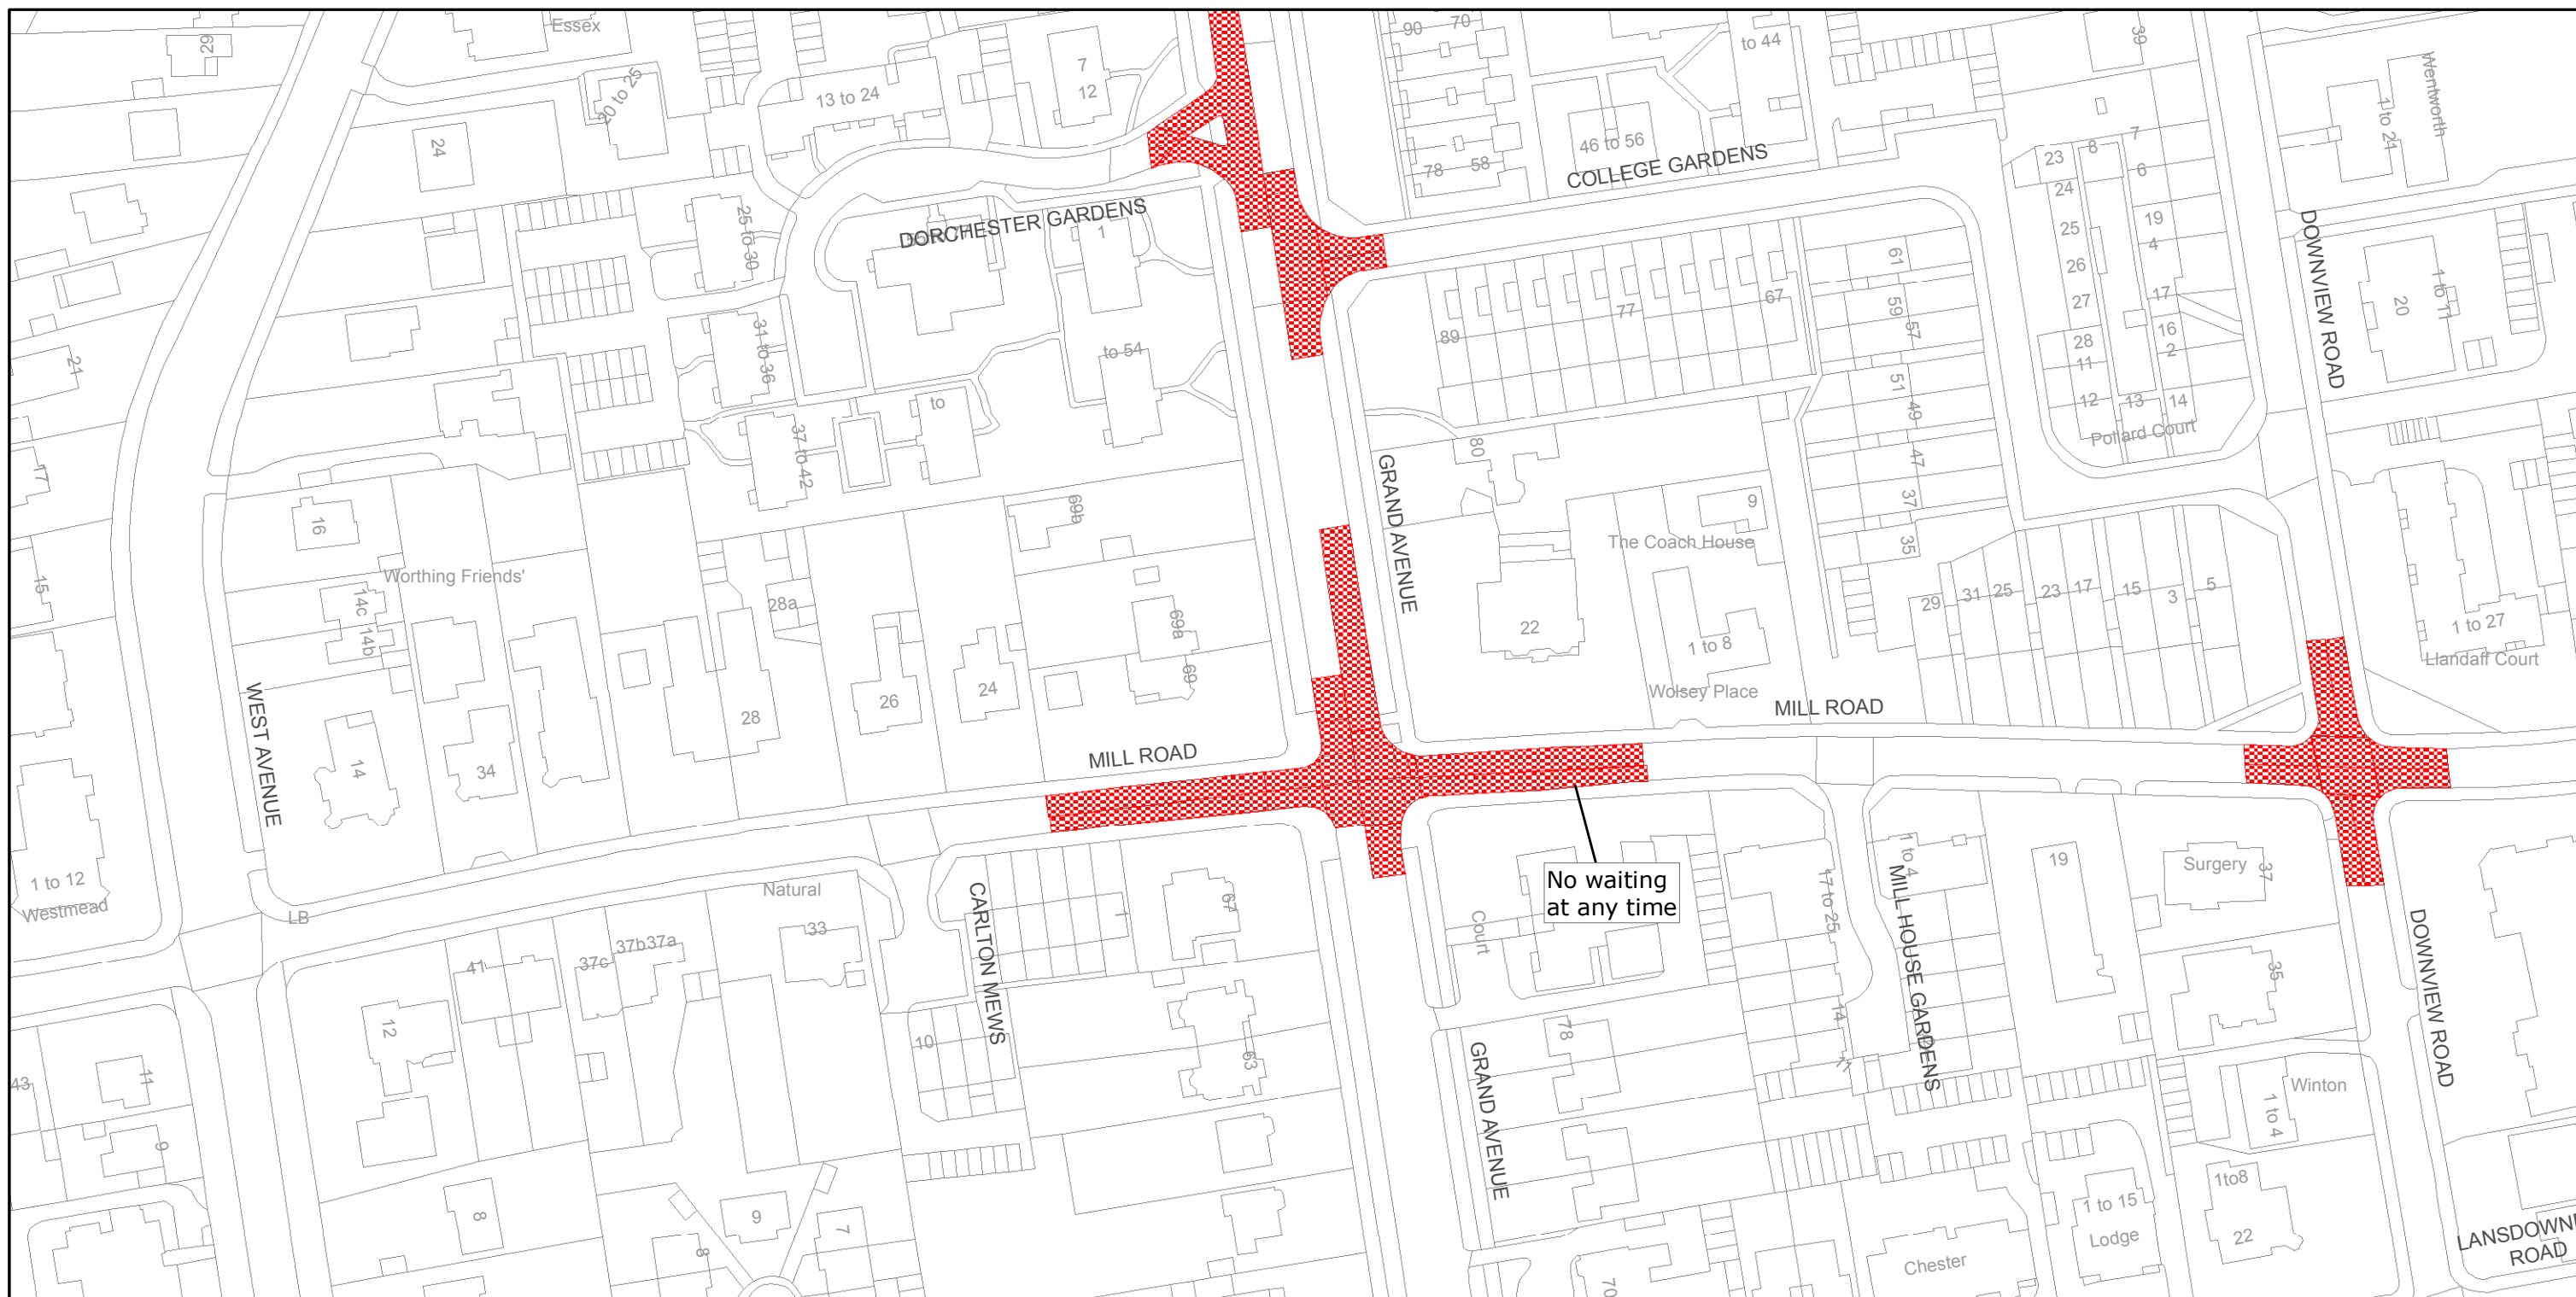 Essex
29
20 to 25
13 to 24
7
12
90
70
to 44
39
Wentworth
1 to 21
24
46 to 56
78
58
COLLEGE GARDENS
23
8
7
6
24
25
19
4
26
27
17
28
16
11
2
12
13
14
Pollard Court
25 to 30
DORCHESTER GARDENS
1
61
59
57
77
67
89
DOWNVIEW ROAD
20
1 to 11
21
31 to 36
to 54
to
51
49
47
37
35
37 to 42
80
17
16
69b
GRAND AVENUE
9
The Coach House
Worthing Friends'
15
14c
14b
28a
69a
69
22
1 to 8
Wolsey Place
29
31
25
23
17
15
3
5
1 to 27
Llandaff Court
WEST AVENUE
28
26
24
MILL ROAD
MILL ROAD
14
34
1 to 12
Westmead
LB
Natural
33
CARLTON MEWS
1
67
No waiting
at any time
Court
17 to 25
1 to 4
MILL HOUSE GARDENS
19
Surgery
37
35
DOWNVIEW ROAD
41
37c
37b
37a
12
10
63
78
14
11
GRAND AVENUE
43
11
9
8
9
8
7
Winton
1 to 4
1to8
22
1 to 15
Lodge
Chester
70
ROAD